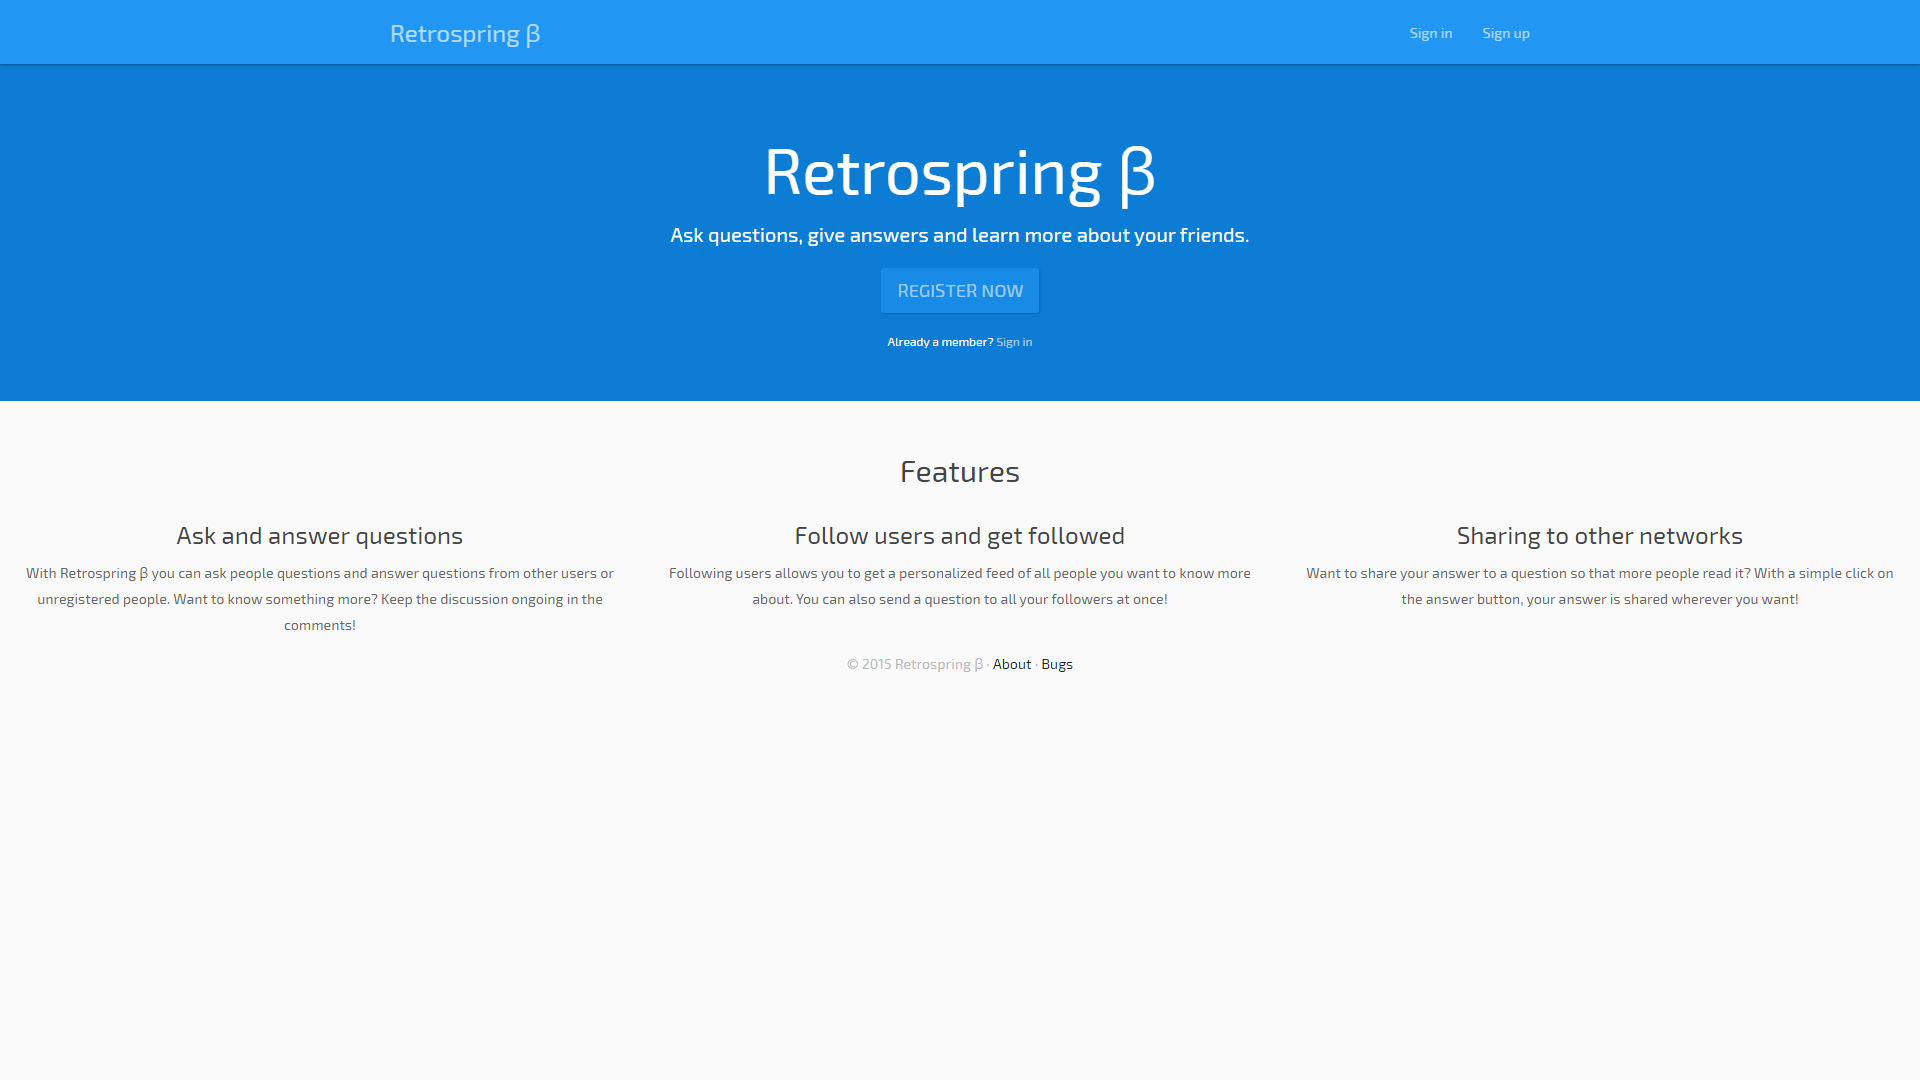 Retrospring β
Sign in
Sign up
Retrospring β
Ask questions, give answers and learn more about your friends.
REGISTER NOW
Already a member? Sign in
Features
Ask and answer questions
With Retrospring β you can ask people questions and answer questions from other users or
unregistered people. Want to know something more? Keep the discussion ongoing in the
comments!
Follow users and get followed
Following users allows you to get a personalized feed of all people you want to know more
about. You can also send a question to all your followers at once!
Sharing to other networks
Want to share your answer to a question so that more people read it? With a simple click on
the answer button, your answer is shared wherever you want!
© 2015 Retrospring β · About · Bugs